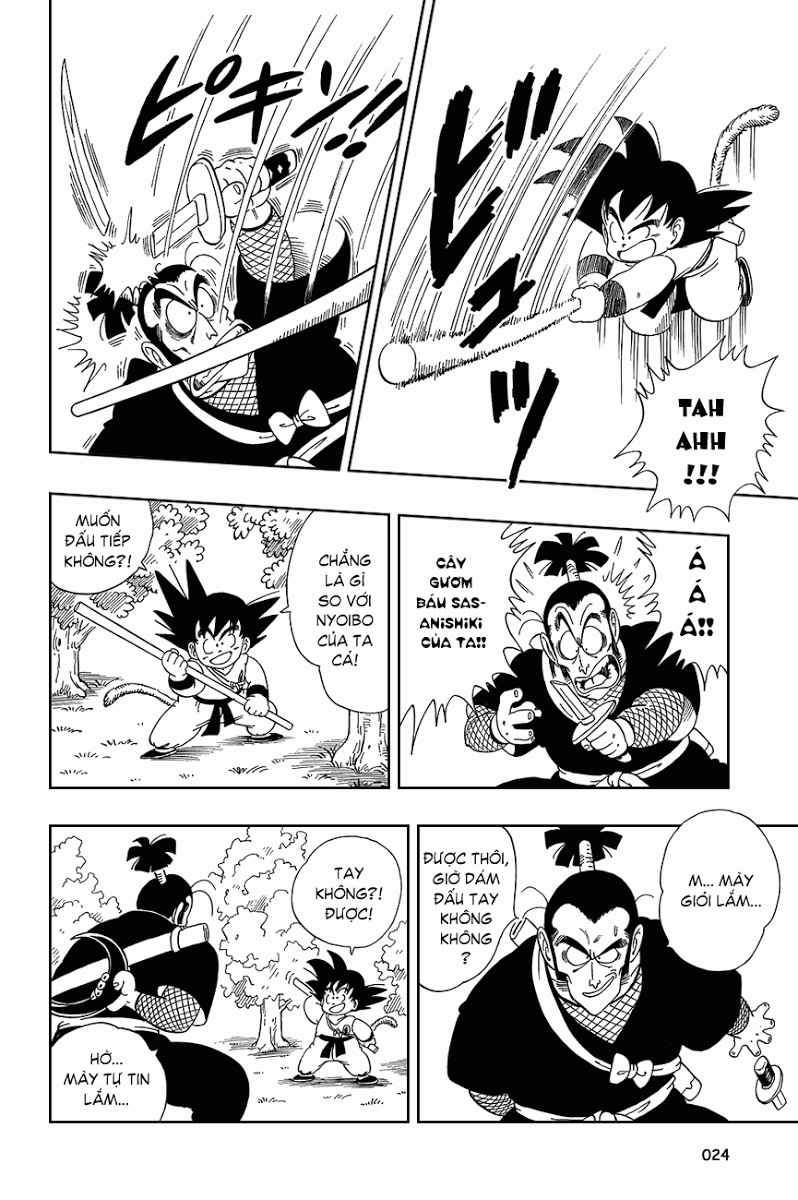 ビュッ
TAH
AHH
!!!
ピキン!!
Á
Á
Á!!
CÂY
GƯƠM
BÁU SAS-
ANISHIKI
CỦA TA!!
CHẲNG
LÀ GÌ
SO VỚI
NYOIBO
CỦA TA
CẢ!
MUỐN
ĐẤU TIẾP
KHÔNG?!
M... MÀY
GIỎI LẮM...
ĐƯỢC THÔI,
GIỜ DÁM
ĐẤU TAY
KHÔNG
KHÔNG
?
TAY
KHÔNG?!
ĐƯỢC!
HỜ...
MÀY TỰ TIN
LẮM...
024